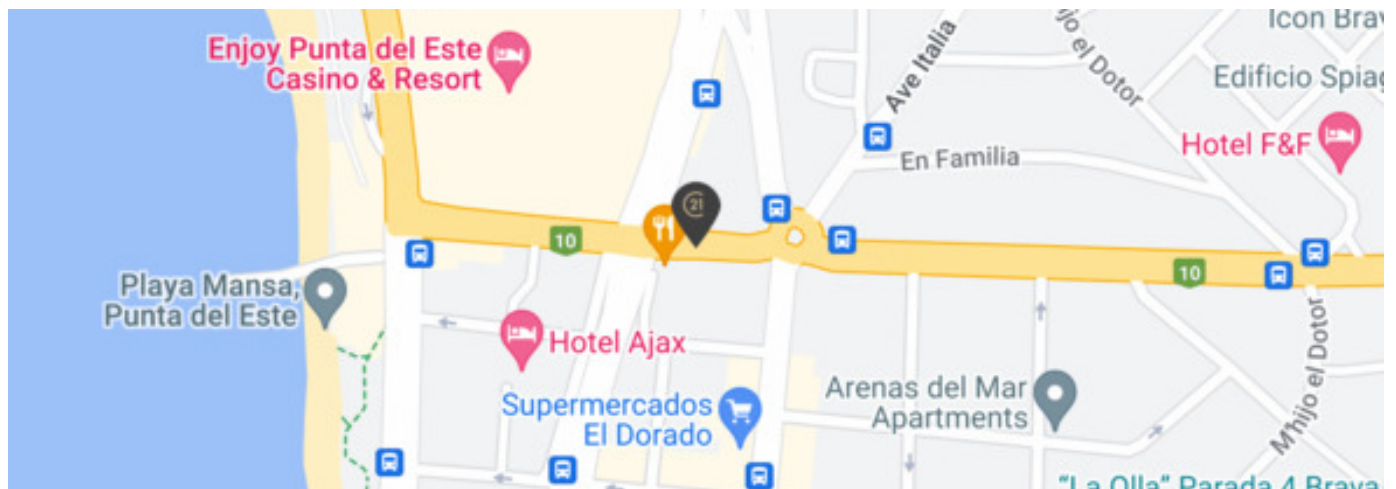 Icon Brav
Enjoy Punta del Este
Casino & Resort
Ave Italia
M'hijo el Dotor
Edificio Spiag
Hotel F&F
En Familia
21
10
10
Playa Mansa,
Punta del Este
Hotel Ajax
Supermercados
El Dorado
Arenas del Mar
Apartments
M'hijo el Dotor
"La Olla" Parada 4 Brava